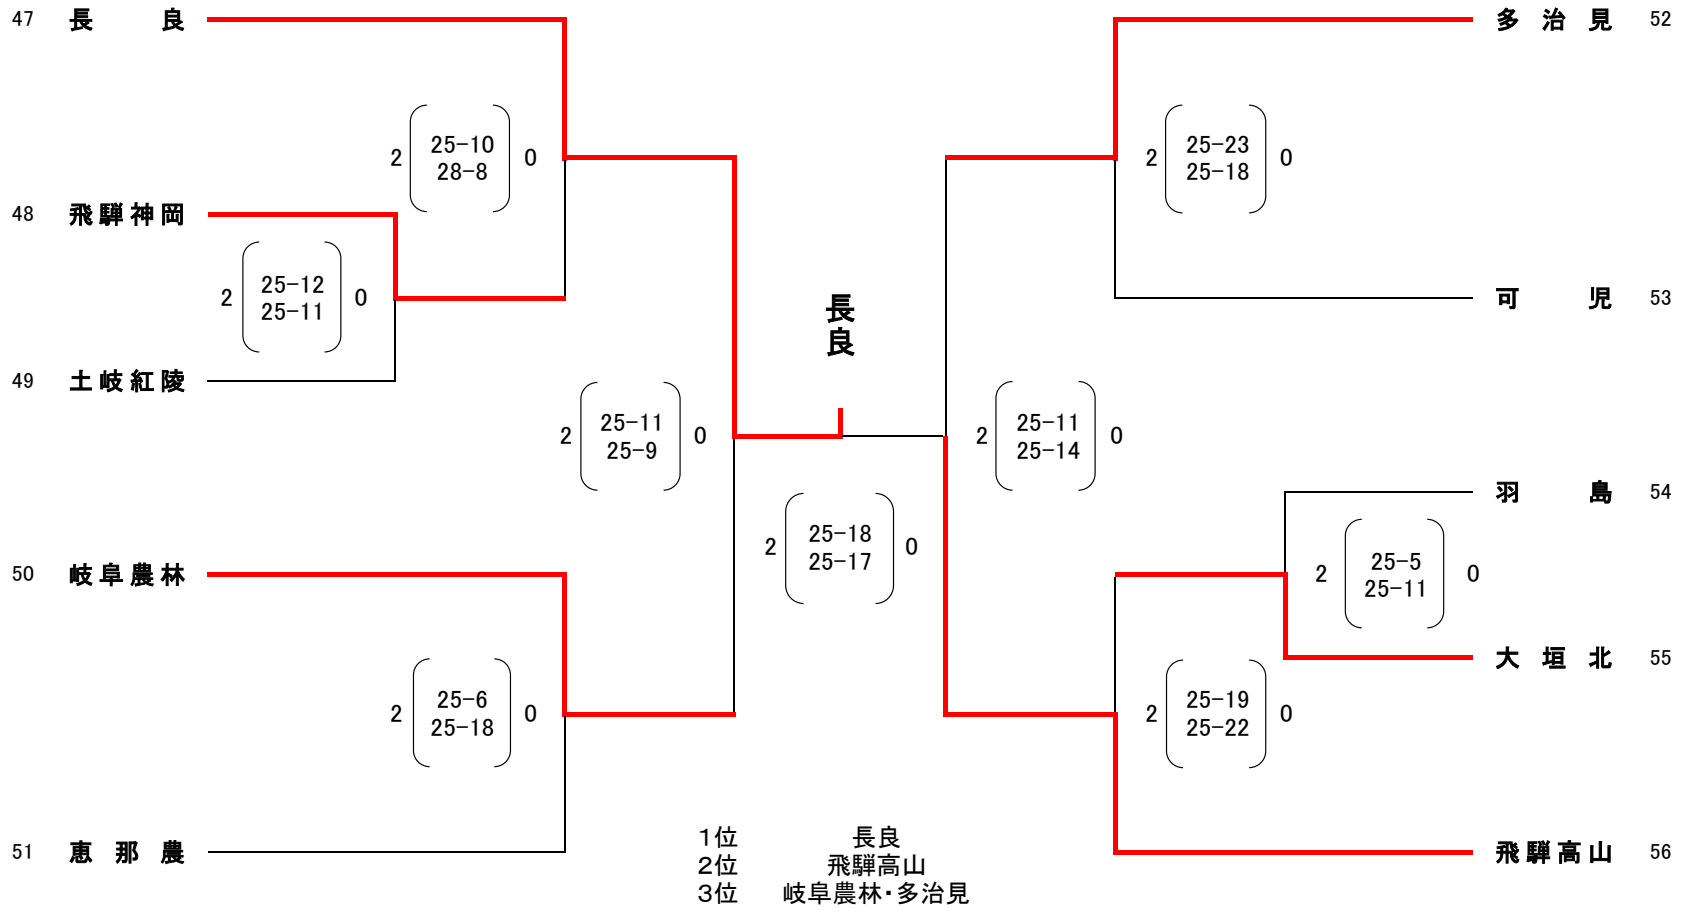 47 長良
多治見 52
25-10
2 0
28-8
25-23
2 0
25-18
48 飛騨神岡
25-12
2 0
25-11
長良
可児 53
49 土岐紅陵
25-11
2 0
25-9
25-11
2 0
25-14
羽島 54
25-18
2 0
25-17
25-5
2 0
25-11
50 岐阜農林
大垣北 55
25-6
2 0
25-18
25-19
2 0
25-22
51 恵那農
飛騨高山 56
1位 長良
2位 飛騨高山
3位 岐阜農林・多治見